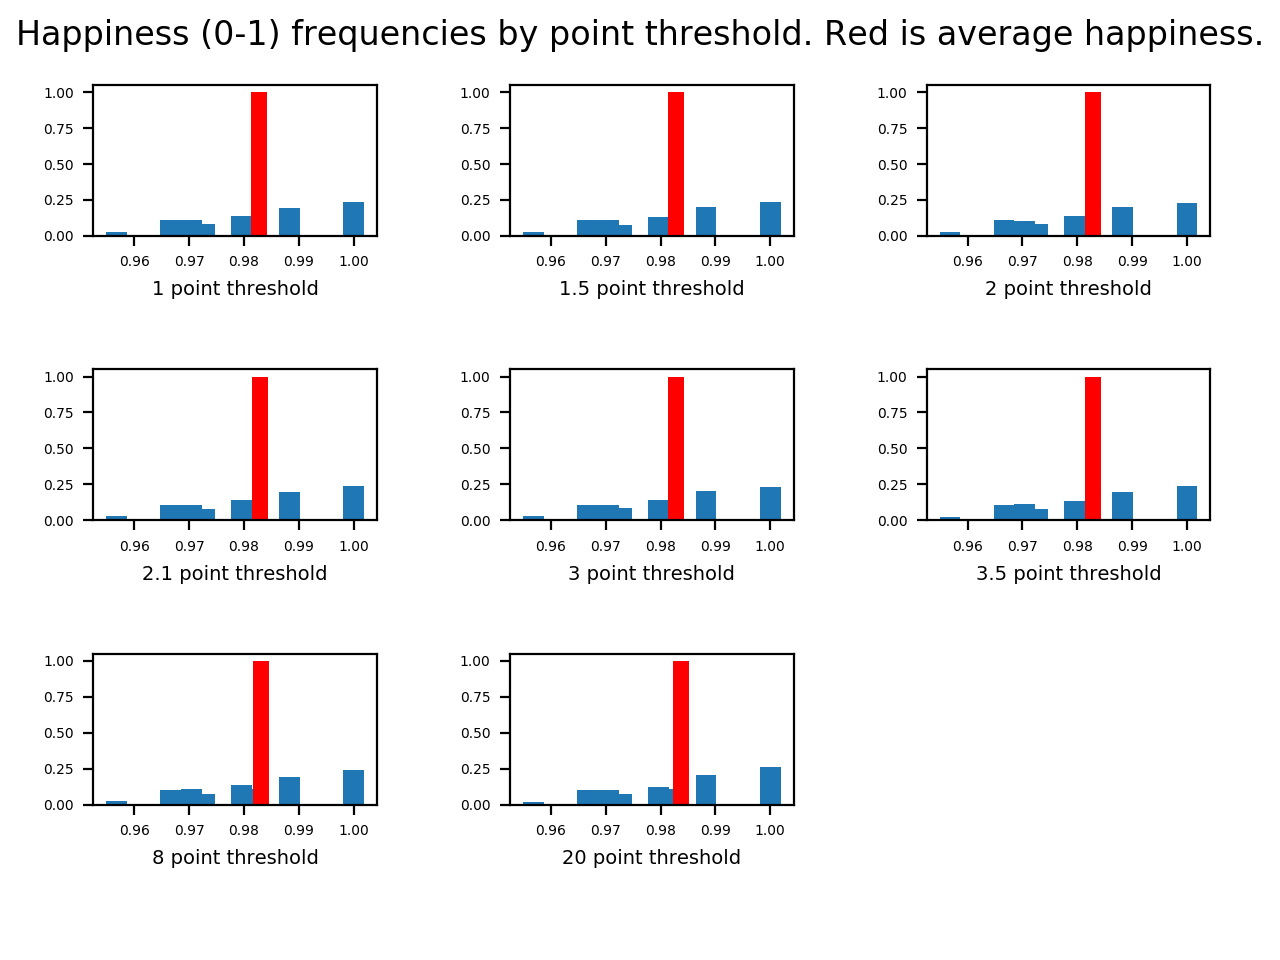 Happiness (0-1) frequencies by point threshold. Red is average happiness.
1.00 1.00 1.00
0.75 0.75 0.75
0.50 0.50 0.50
0.25 0.25 0.25
0.00 0.00 0.00
0.96 0.97 0.98 0.99 1.00 0.96 0.97 0.98 0.99 1.00 0.96 0.97 0.98 0.99 1.00
1 point threshold 1.5 point threshold 2 point threshold
1.00 1.00 1.00
0.75 0.75 0.75
0.50 0.50 0.50
0.25 0.25 0.25
0.00 0.00 0.00
0.96 0.97 0.98 0.99 1.00 0.96 0.97 0.98 0.99 1.00 0.96 0.97 0.98 0.99 1.00
2.1 point threshold 3 point threshold 3.5 point threshold
1.00 1.00
0.75 0.75
0.50 0.50
0.25 0.25
0.00 0.00
0.96 0.97 0.98 0.99 1.00 0.96 0.97 0.98 0.99 1.00
8 point threshold 20 point threshold